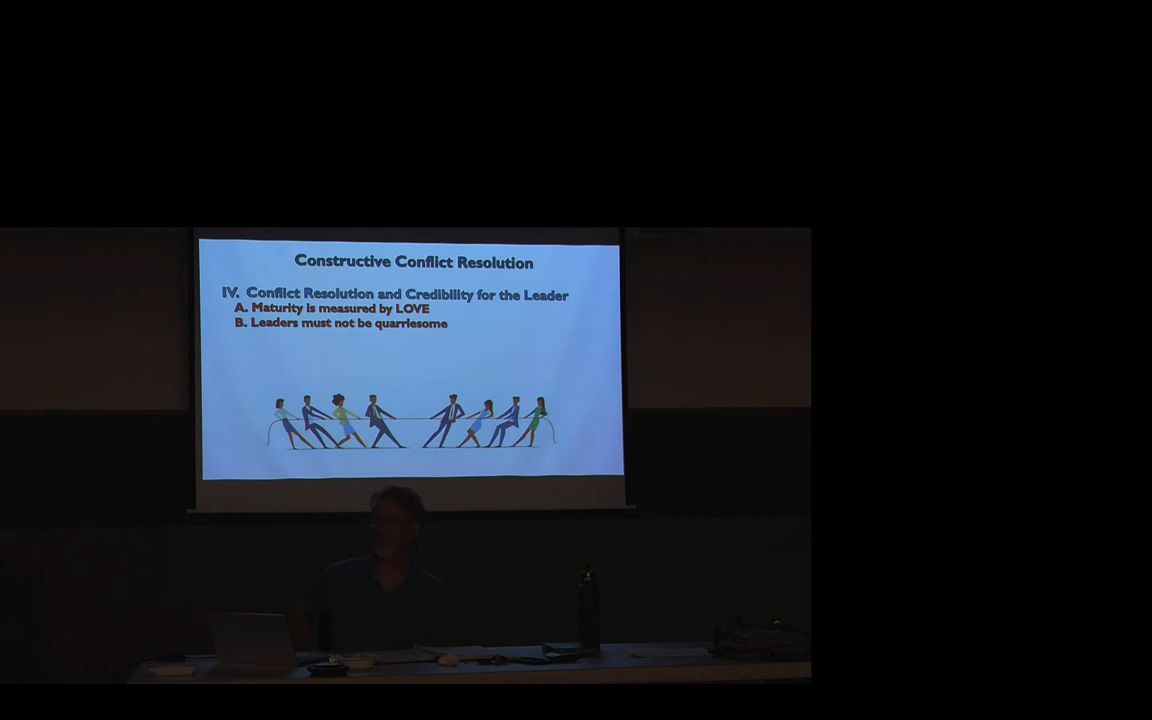 Constructive Conflict Resolution
IV. Conflict Resolution and Credibility for the Leader
A. Maturity is measured by LOVE
B. Leaders must not be quarrlesome